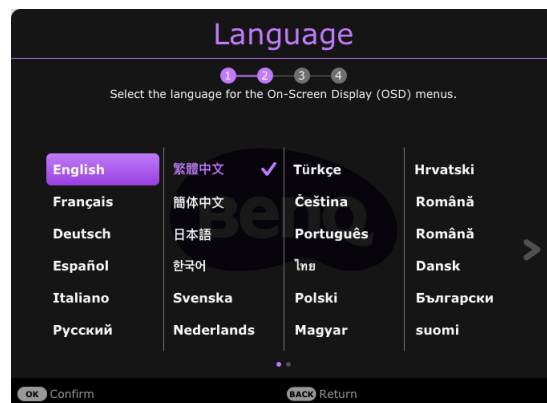 Language
1 2 3 4
Select the language for the On-Screen Display (OSD) menus.
English 繁體中文 Türkçe Hrvatski
Français 簡体中文 Čeština Română
Deutsch 日本語 Português Română
Español 한국어 ไทย Dansk
Italiano Svenska Polski Български
Русский Nederlands Magyar suomi
BenQ
OK Confirm BACK Return